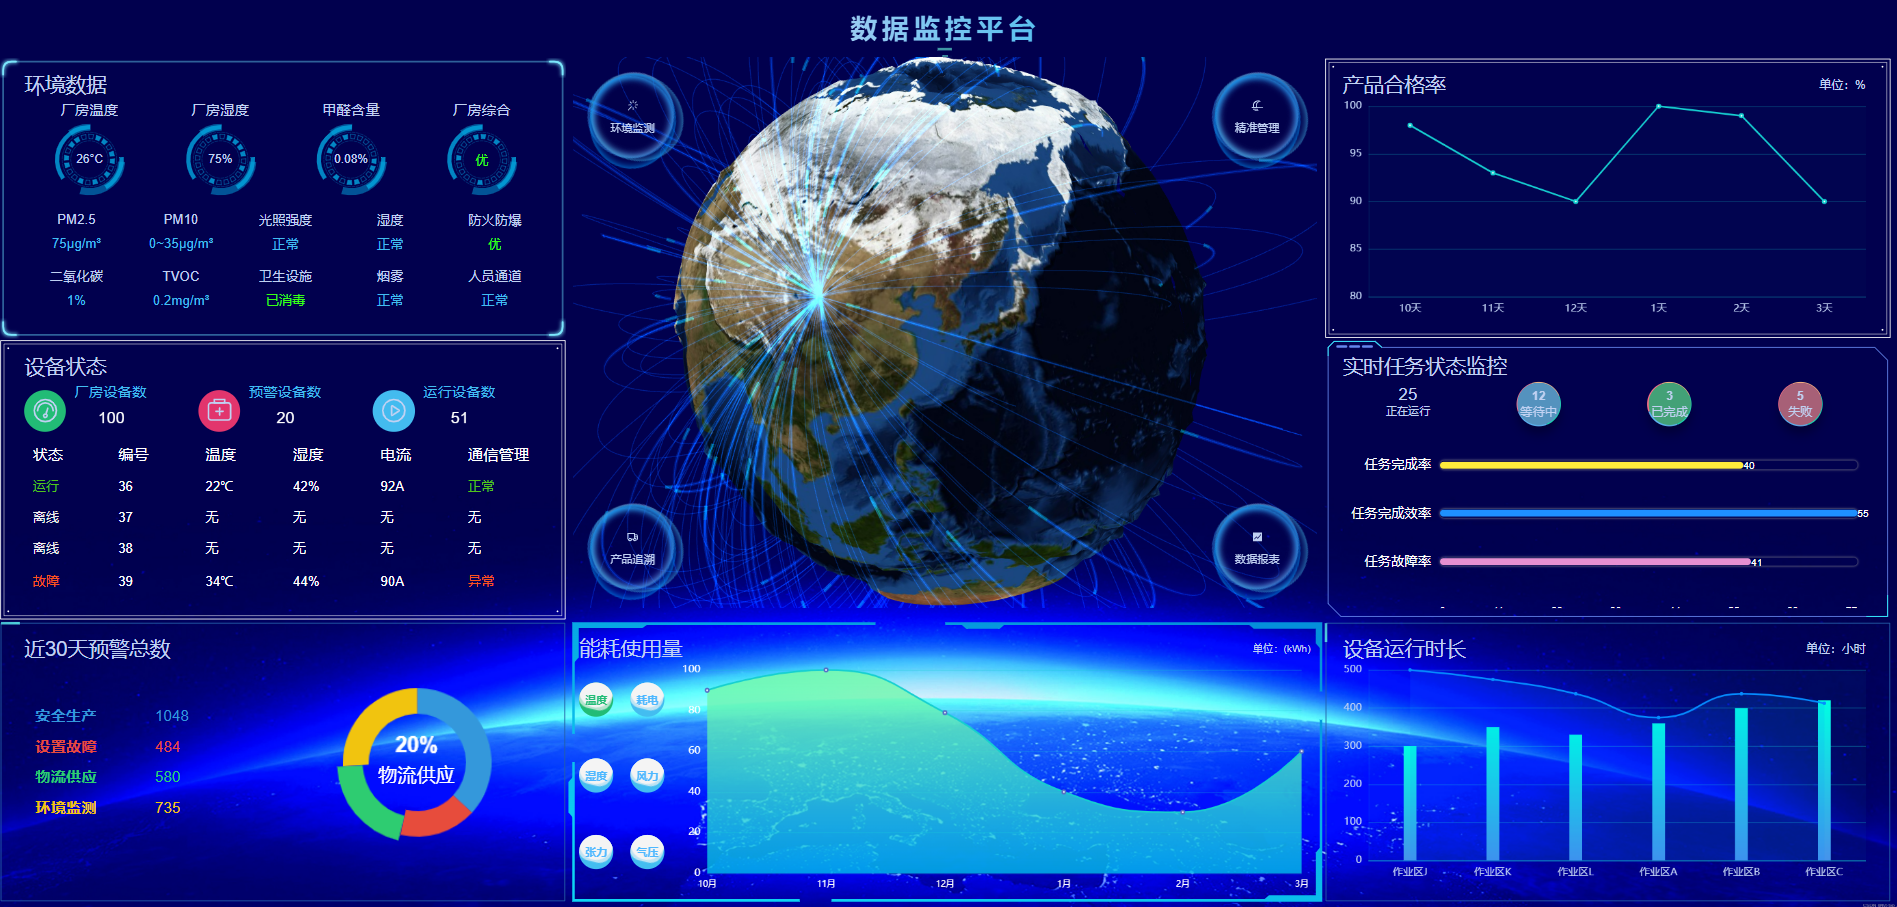 数据监控平台
环境数据
厂房温度 厂房湿度 甲醛含量 厂房综合
26°C 75% 0.08% 优
PM2.5 PM10 光照强度 湿度 防火防爆
75μg/m³ 0~35μg/m³ 正常 正常 优
二氧化碳 TVOC 卫生设施 烟雾 人员通道
1% 0.2mg/m³ 已消毒 正常 正常
设备状态
厂房设备数 预警设备数 运行设备数
100 20 51
状态 编号 温度 湿度 电流 通信管理
运行 36 22℃ 42% 92A 正常
离线 37 无 无 无 无
离线 38 无 无 无 无
故障 39 34℃ 44% 90A 异常
近30天预警总数
安全生产 1048
设置故障 484
物流供应 580
环境监测 735
20%
物流供应
环境监测
精准管理
产品追溯
数据报表
能耗使用量
单位：(kWh)
温度 耗电
湿度 风力
张力 气压
100
80
60
40
20
0
10月 11月 12月 1月 2月 3月
产品合格率
单位：%
100
95
90
85
80
10天 11天 12天 1天 2天 3天
实时任务状态监控
25 12 3 5
正在运行 等待中 已完成 失败
任务完成率 40
任务完成效率 55
任务故障率 41
设备运行时长
单位：小时
500
400
300
200
100
0
作业区J 作业区K 作业区L 作业区A 作业区B 作业区C